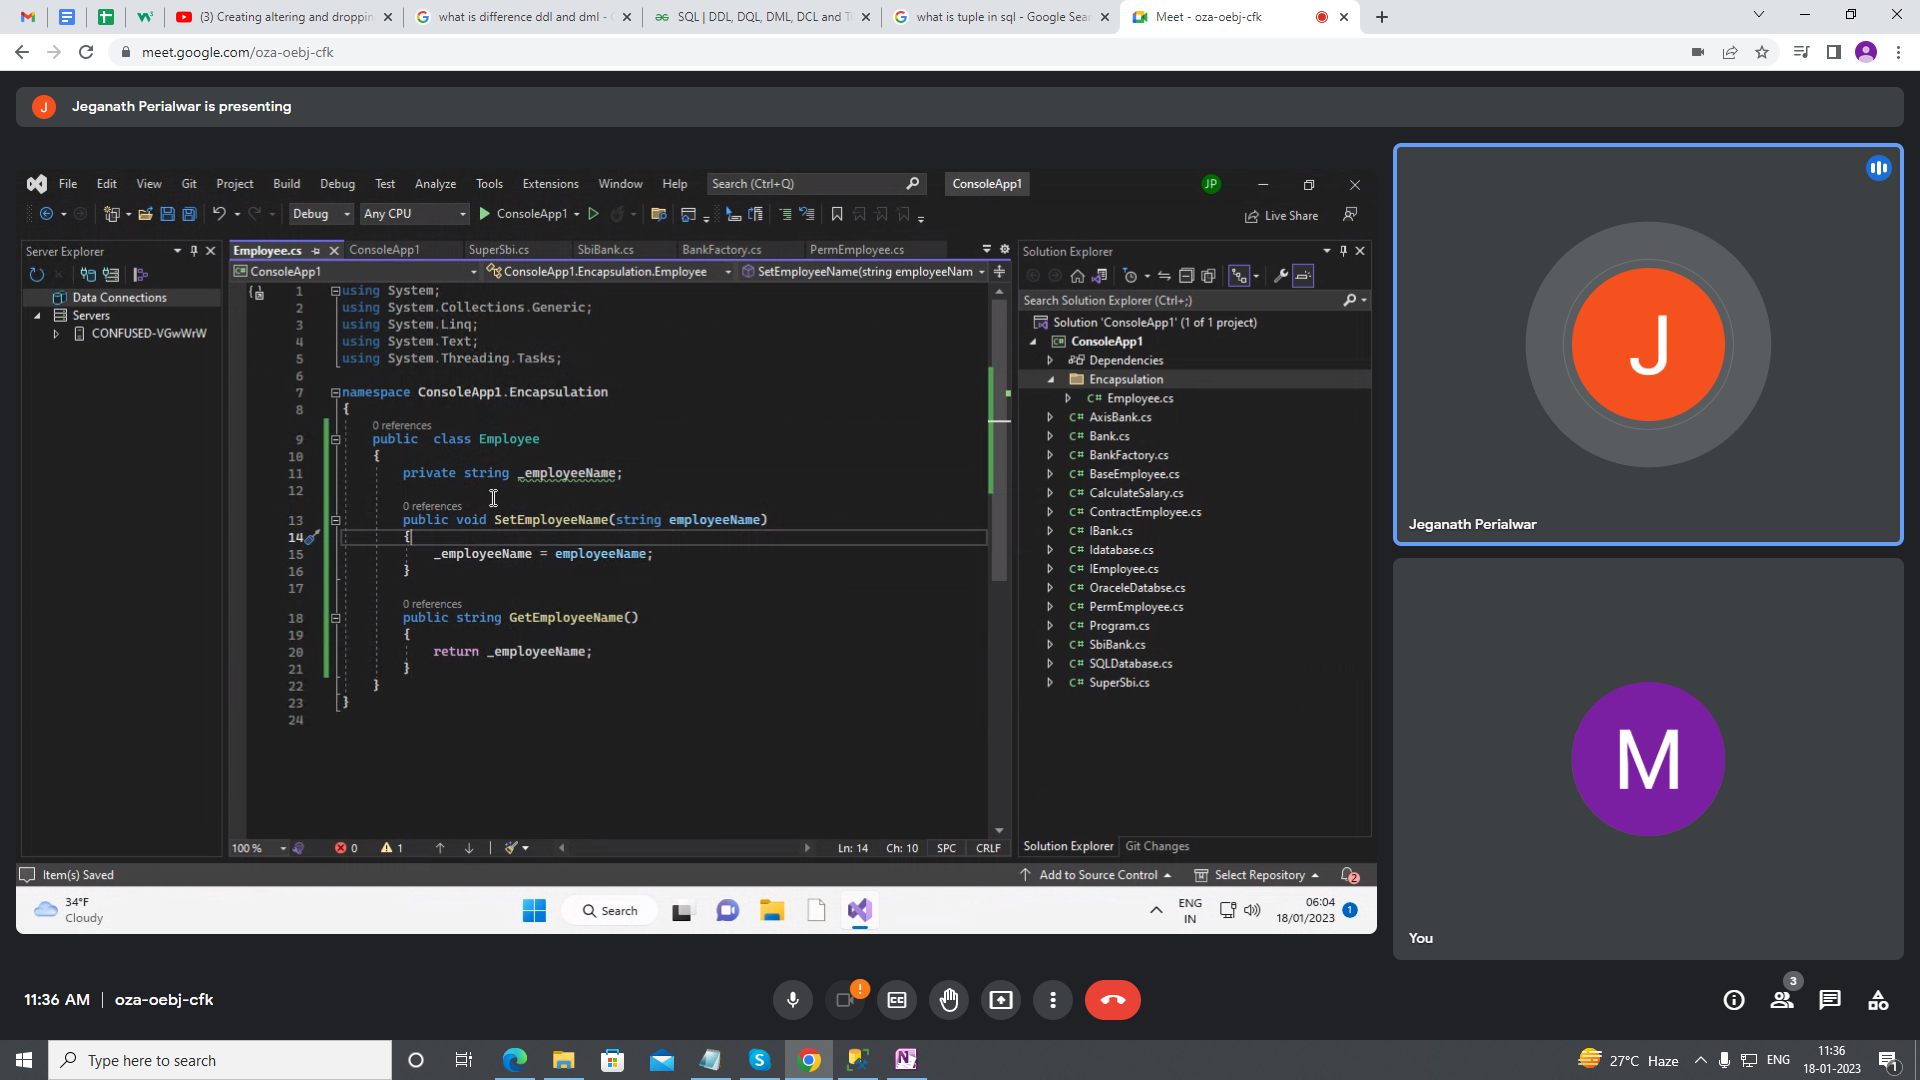 (3) Creating altering and droppin
what is difference ddl and dml -
SQL | DDL, DQL, DML, DCL and T
what is tuple in sql - Google Sear
Meet - oza-oebj-cfk
meet.google.com/oza-oebj-cfk
J
Jeganath Perialwar is presenting
File Edit View Git Project Build Debug Test Analyze Tools Extensions Window Help
Search (Ctrl+Q)
ConsoleApp1
JP
Debug
Any CPU
ConsoleApp1
Live Share
Server Explorer
Data Connections
Servers
CONFUSED-VGwWrW
Employee.cs ConsoleApp1 SuperSbi.cs SbiBank.cs BankFactory.cs PermEmployee.cs
ConsoleApp1
ConsoleApp1.Encapsulation.Employee
SetEmployeeName(string employeeNam
1 using System;
2 using System.Collections.Generic;
3 using System.Linq;
4 using System.Text;
5 using System.Threading.Tasks;
6
7 namespace ConsoleApp1.Encapsulation
8 {
0 references
9 public class Employee
10 {
11 private string _employeeName;
12
0 references
13 public void SetEmployeeName(string employeeName)
14 {
15 _employeeName = employeeName;
16 }
17
0 references
18 public string GetEmployeeName()
19 {
20 return _employeeName;
21 }
22 }
23 }
24
100 %
0
1
Ln: 14 Ch: 10 SPC CRLF
Solution Explorer
Search Solution Explorer (Ctrl+;)
Solution 'ConsoleApp1' (1 of 1 project)
ConsoleApp1
Dependencies
Encapsulation
C# Employee.cs
C# AxisBank.cs
C# Bank.cs
C# BankFactory.cs
C# BaseEmployee.cs
C# CalculateSalary.cs
C# ContractEmployee.cs
C# IBank.cs
C# Idatabase.cs
C# IEmployee.cs
C# OraceleDatabse.cs
C# PermEmployee.cs
C# Program.cs
C# SbiBank.cs
C# SQLDatabase.cs
C# SuperSbi.cs
Solution Explorer Git Changes
Item(s) Saved
Add to Source Control
Select Repository
2
34°F
Cloudy
Search
ENG
IN
06:04
18/01/2023
1
J
Jeganath Perialwar
M
You
11:36 AM | oza-oebj-cfk
3
Type here to search
27°C Haze
ENG
11:36
18-01-2023
1